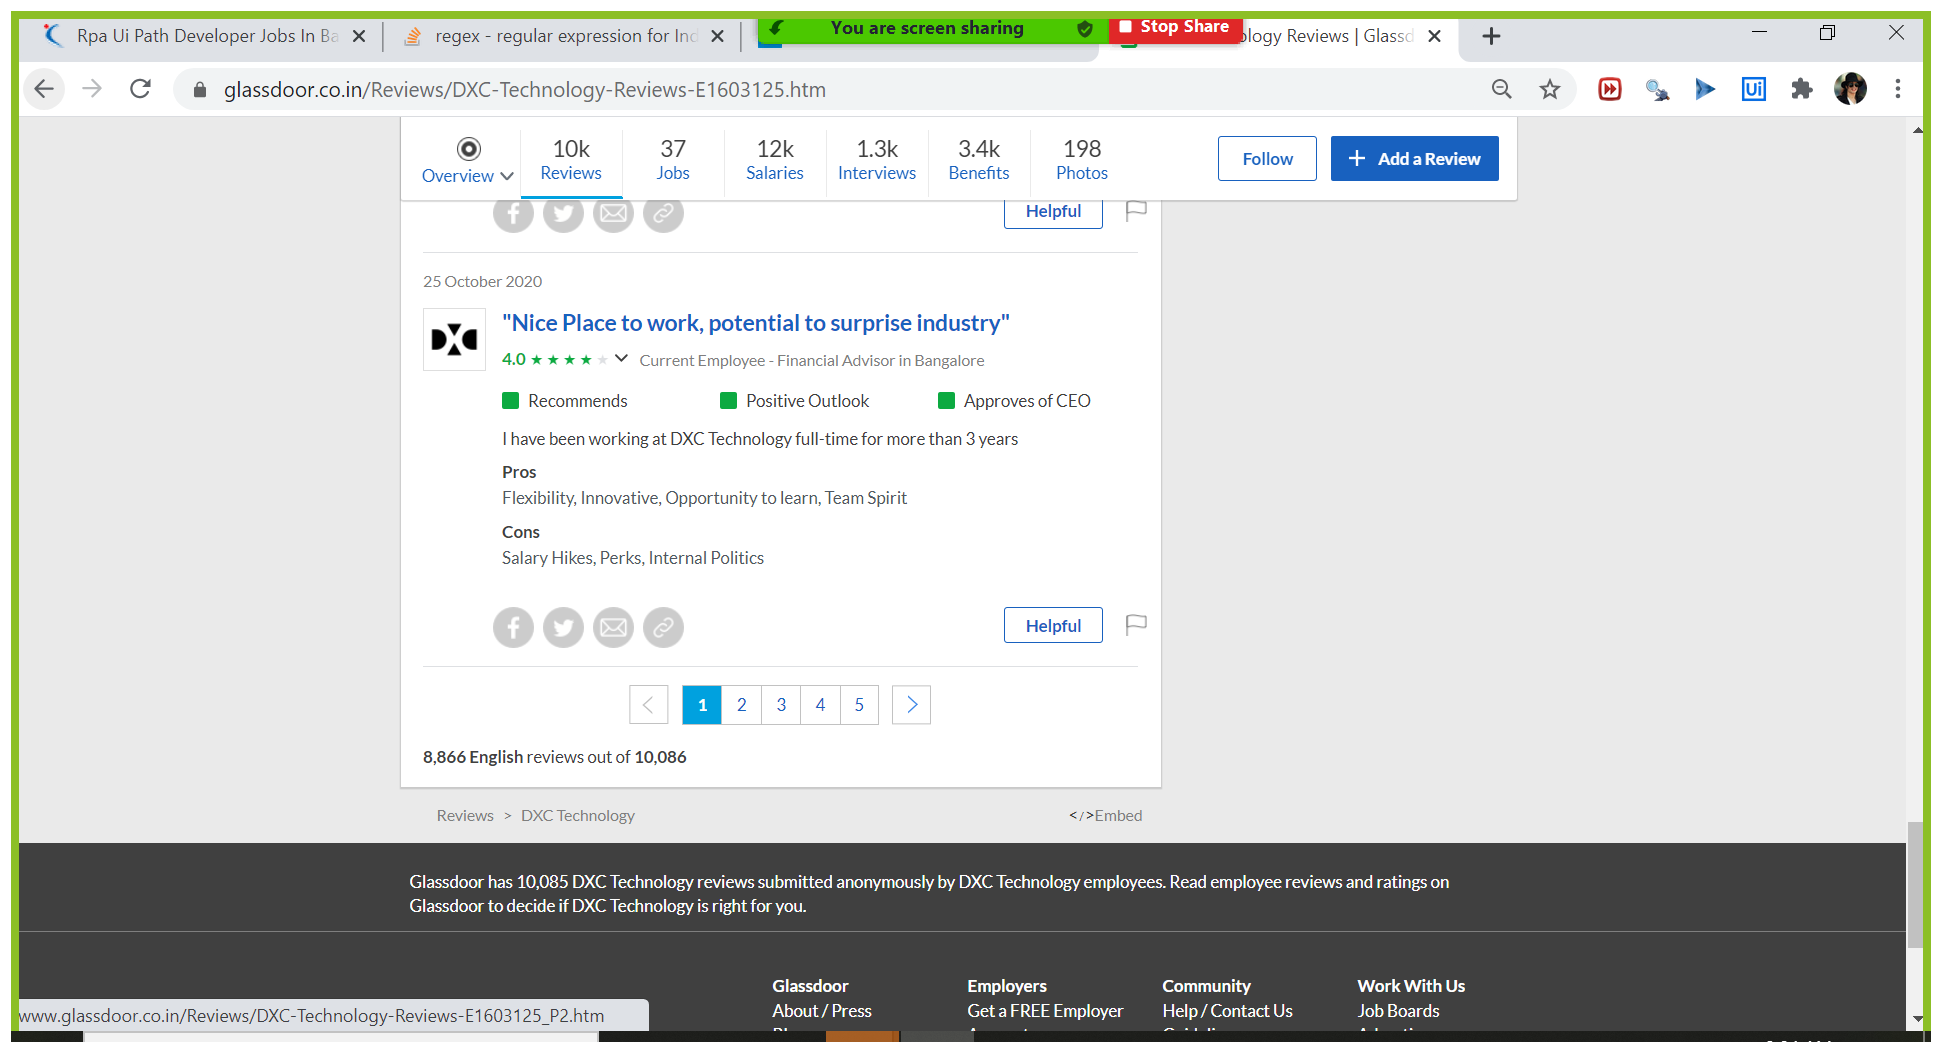 Rpa Ui Path Developer Jobs In Ba
regex - regular expression for Ind
You are screen sharing
Stop Share
ology Reviews | Glassd
glassdoor.co.in/Reviews/DXC-Technology-Reviews-E1603125.htm
Ui
Overview
10k
Reviews
37
Jobs
12k
Salaries
1.3k
Interviews
3.4k
Benefits
198
Photos
Follow
+ Add a Review
Helpful
25 October 2020
DXC
"Nice Place to work, potential to surprise industry"
4.0 ★★★★★ Current Employee - Financial Advisor in Bangalore
Recommends Positive Outlook Approves of CEO
I have been working at DXC Technology full-time for more than 3 years
Pros
Flexibility, Innovative, Opportunity to learn, Team Spirit
Cons
Salary Hikes, Perks, Internal Politics
Helpful
< 1 2 3 4 5 >
8,866 English reviews out of 10,086
Reviews > DXC Technology
</>Embed
Glassdoor has 10,085 DXC Technology reviews submitted anonymously by DXC Technology employees. Read employee reviews and ratings on
Glassdoor to decide if DXC Technology is right for you.
Glassdoor
About / Press
Employers
Get a FREE Employer
Community
Help / Contact Us
Work With Us
Job Boards
www.glassdoor.co.in/Reviews/DXC-Technology-Reviews-E1603125_P2.htm